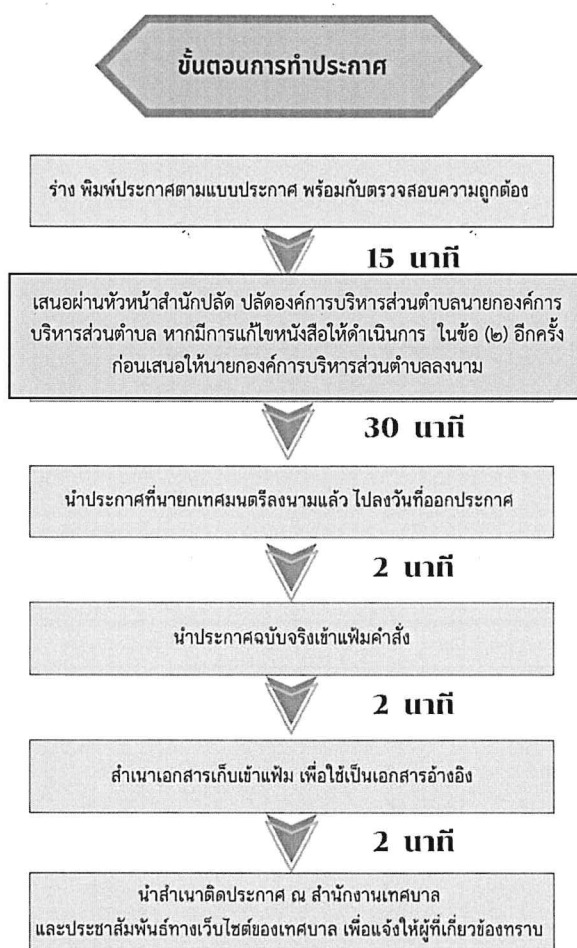 ขั้นตอนการทำประกาศ
ร่าง พิมพ์ประกาศตามแบบประกาศ พร้อมกับตรวจสอบความถูกต้อง
15 นาที
เสนอผ่านหัวหน้าสำนักปลัด ปลัดองค์การบริหารส่วนตำบลนายกองค์การ
บริหารส่วนตำบล หากมีการแก้ไขหนังสือให้ดำเนินการ ในข้อ (๒) อีกครั้ง
ก่อนเสนอให้นายกองค์การบริหารส่วนตำบลลงนาม
30 นาที
นำประกาศที่นายกเทศมนตรีลงนามแล้ว ไปลงวันที่ออกประกาศ
2 นาที
นำประกาศฉบับจริงเข้าแฟ้มคำสั่ง
2 นาที
สำเนาเอกสารเก็บเข้าแฟ้ม เพื่อใช้เป็นเอกสารอ้างอิง
2 นาที
นำสำเนาติดประกาศ ณ สำนักงานเทศบาล
และประชาสัมพันธ์ทางเว็บไซต์ของเทศบาล เพื่อแจ้งให้ผู้ที่เกี่ยวข้องทราบ